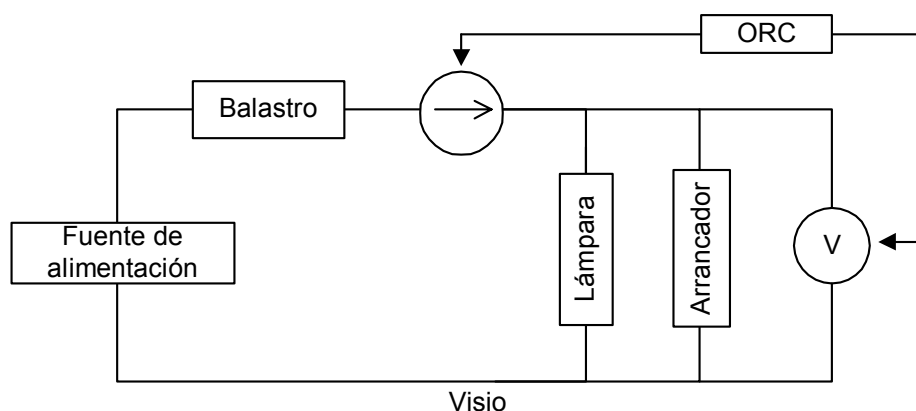 ORC
Balastro
Fuente de
alimentación
Lámpara
Arrancador
V
Visio